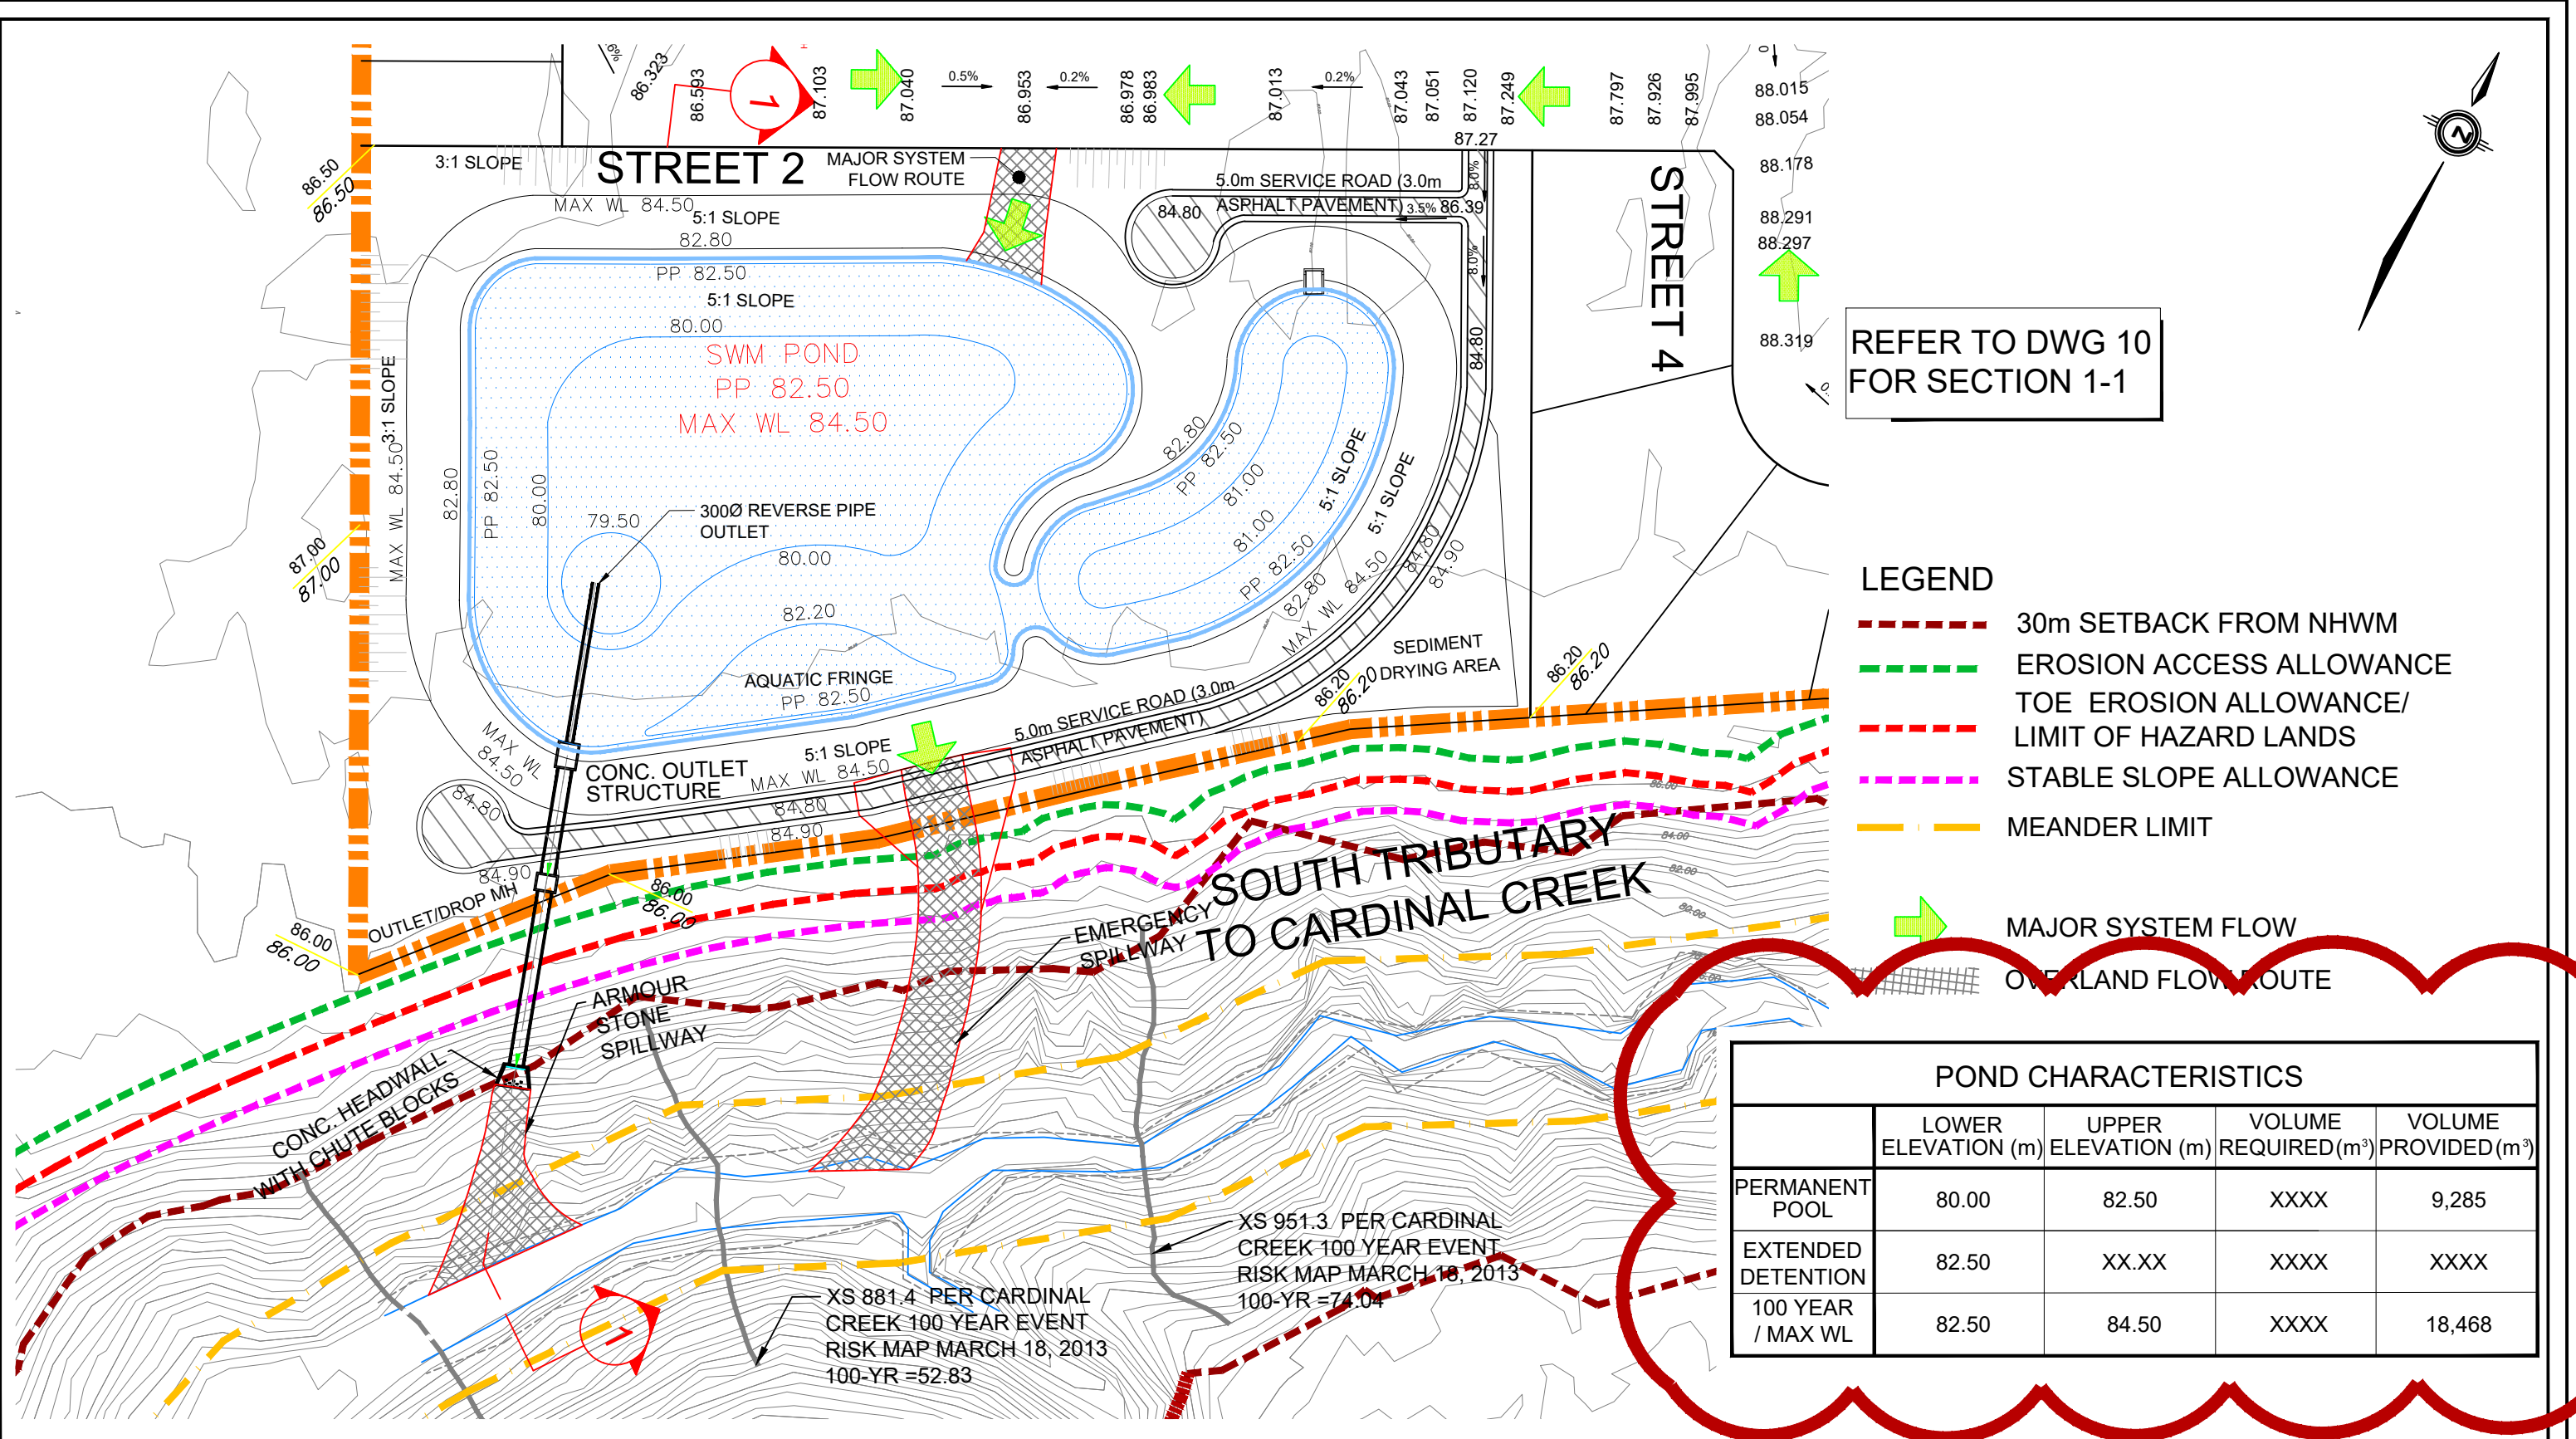 86.323
86.593
1
87.103
87.040
0.5%
86.953
0.2%
86.978
86.983
87.013
0.2%
87.043
87.051
87.120
87.249
87.797
87.926
87.995
88.015
88.054
88.178
88.291
88.297
88.319
87.27
3:1 SLOPE
STREET 2
MAJOR SYSTEM
FLOW ROUTE
86.50
86.50
MAX WL 84.50
5:1 SLOPE
82.80
PP 82.50
5:1 SLOPE
80.00
5.0m SERVICE ROAD (3.0m
ASPHALT PAVEMENT)
84.80
3.5%
86.39
8.0%
8.0%
84.80
STREET 4
N
REFER TO DWG 10
FOR SECTION 1-1
SWM POND
PP 82.50
MAX WL 84.50
3:1 SLOPE
MAX WL 84.50
82.80
PP 82.50
80.00
79.50
300Ø REVERSE PIPE
OUTLET
80.00
82.20
AQUATIC FRINGE
PP 82.50
82.80
PP 82.50
81.00
81.00
PP 82.50
82.80
5:1 SLOPE
5:1 SLOPE
MAX WL 84.50
84.80
84.90
87.00
87.00
SEDIMENT
DRYING AREA
86.20
86.20
86.20
86.20
5.0m SERVICE ROAD (3.0m
ASPHALT PAVEMENT)
MAX WL
84.50
CONC. OUTLET
STRUCTURE
5:1 SLOPE
MAX WL 84.50
84.80
84.90
84.80
84.90
OUTLET/DROP MH
86.00
86.00
86.00
86.00
86.00
84.00
82.00
80.00
SOUTH TRIBUTARY
TO CARDINAL CREEK
EMERGENCY
SPILLWAY
ARMOUR
STONE
SPILLWAY
CONC. HEADWALL
WITH CHUTE BLOCKS
1
XS 881.4 PER CARDINAL
CREEK 100 YEAR EVENT
RISK MAP MARCH 18, 2013
100-YR =52.83
XS 951.3 PER CARDINAL
CREEK 100 YEAR EVENT
RISK MAP MARCH 18, 2013
100-YR =74.04
LEGEND
30m SETBACK FROM NHWM
EROSION ACCESS ALLOWANCE
TOE EROSION ALLOWANCE/
LIMIT OF HAZARD LANDS
STABLE SLOPE ALLOWANCE
MEANDER LIMIT
MAJOR SYSTEM FLOW
OVERLAND FLOW ROUTE
POND CHARACTERISTICS
LOWER ELEVATION (m) UPPER ELEVATION (m) VOLUME REQUIRED (m³) VOLUME PROVIDED (m³)
PERMANENT POOL 80.00 82.50 XXXX 9,285
EXTENDED DETENTION 82.50 XX.XX XXXX XXXX
100 YEAR / MAX WL 82.50 84.50 XXXX 18,468